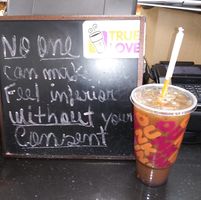 TRUE
LOVE
No one
can make
Feel inferior
without your
Consent